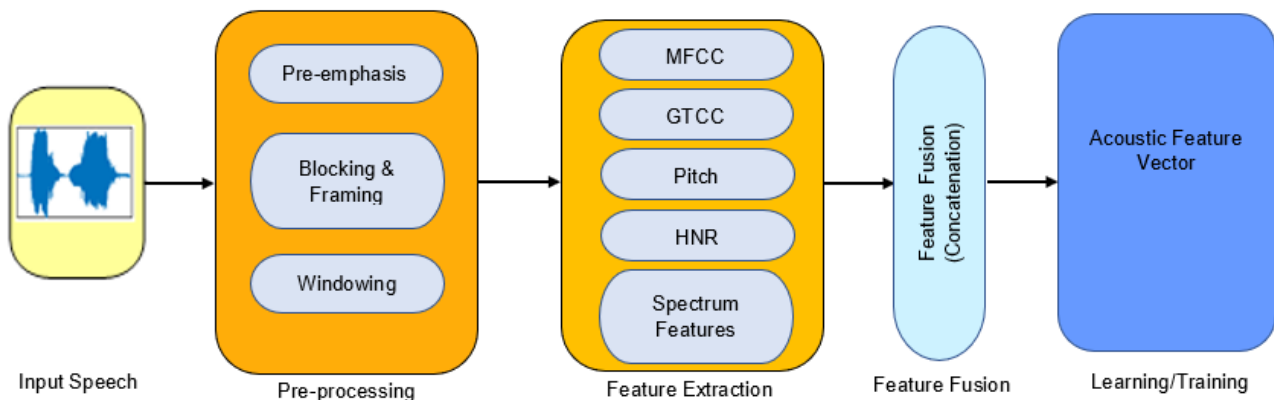 Pre-emphasis
Blocking &
Framing
Windowing
MFCC
GTCC
Pitch
HNR
Spectrum
Features
Feature Fusion
(Concatenation)
Acoustic Feature
Vector
Input Speech
Pre-processing
Feature Extraction
Feature Fusion
Learning/Training